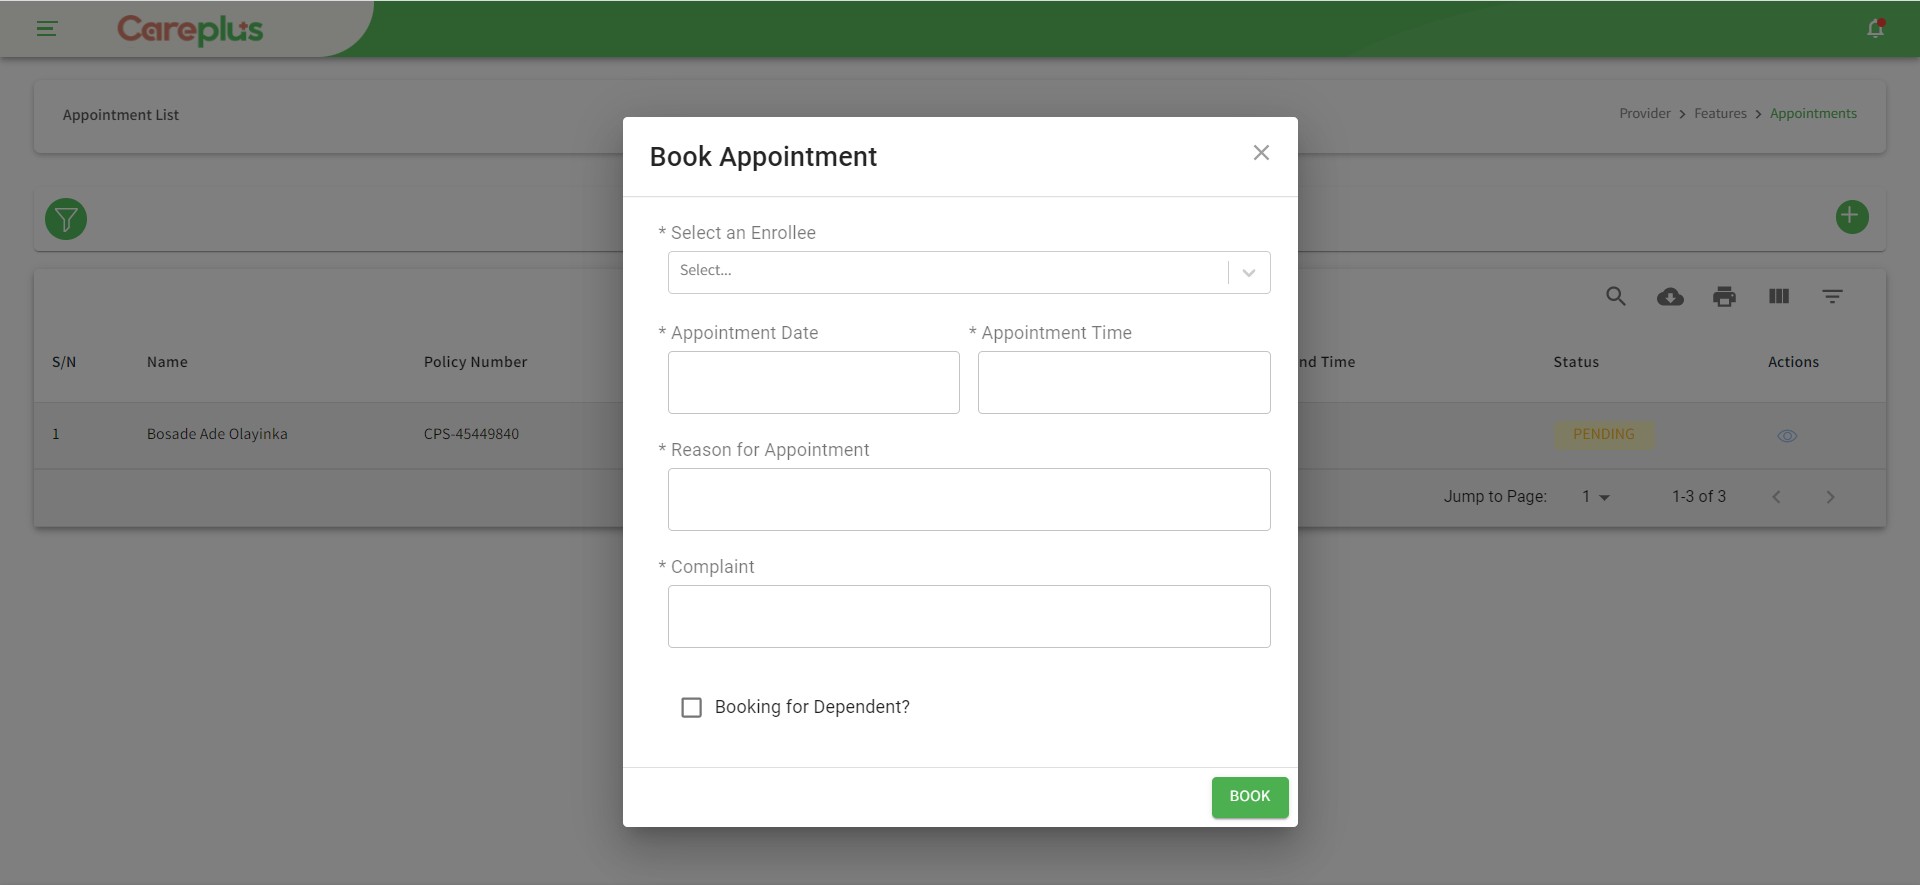 Careplus
Appointment List
Provider > Features > Appointments
Book Appointment
* Select an Enrollee
Select...
* Appointment Date * Appointment Time
S/N Name Policy Number nd Time Status Actions
1 Bosade Ade Olayinka CPS-45449840 PENDING
* Reason for Appointment
Jump to Page: 1 1-3 of 3
* Complaint
Booking for Dependent?
BOOK